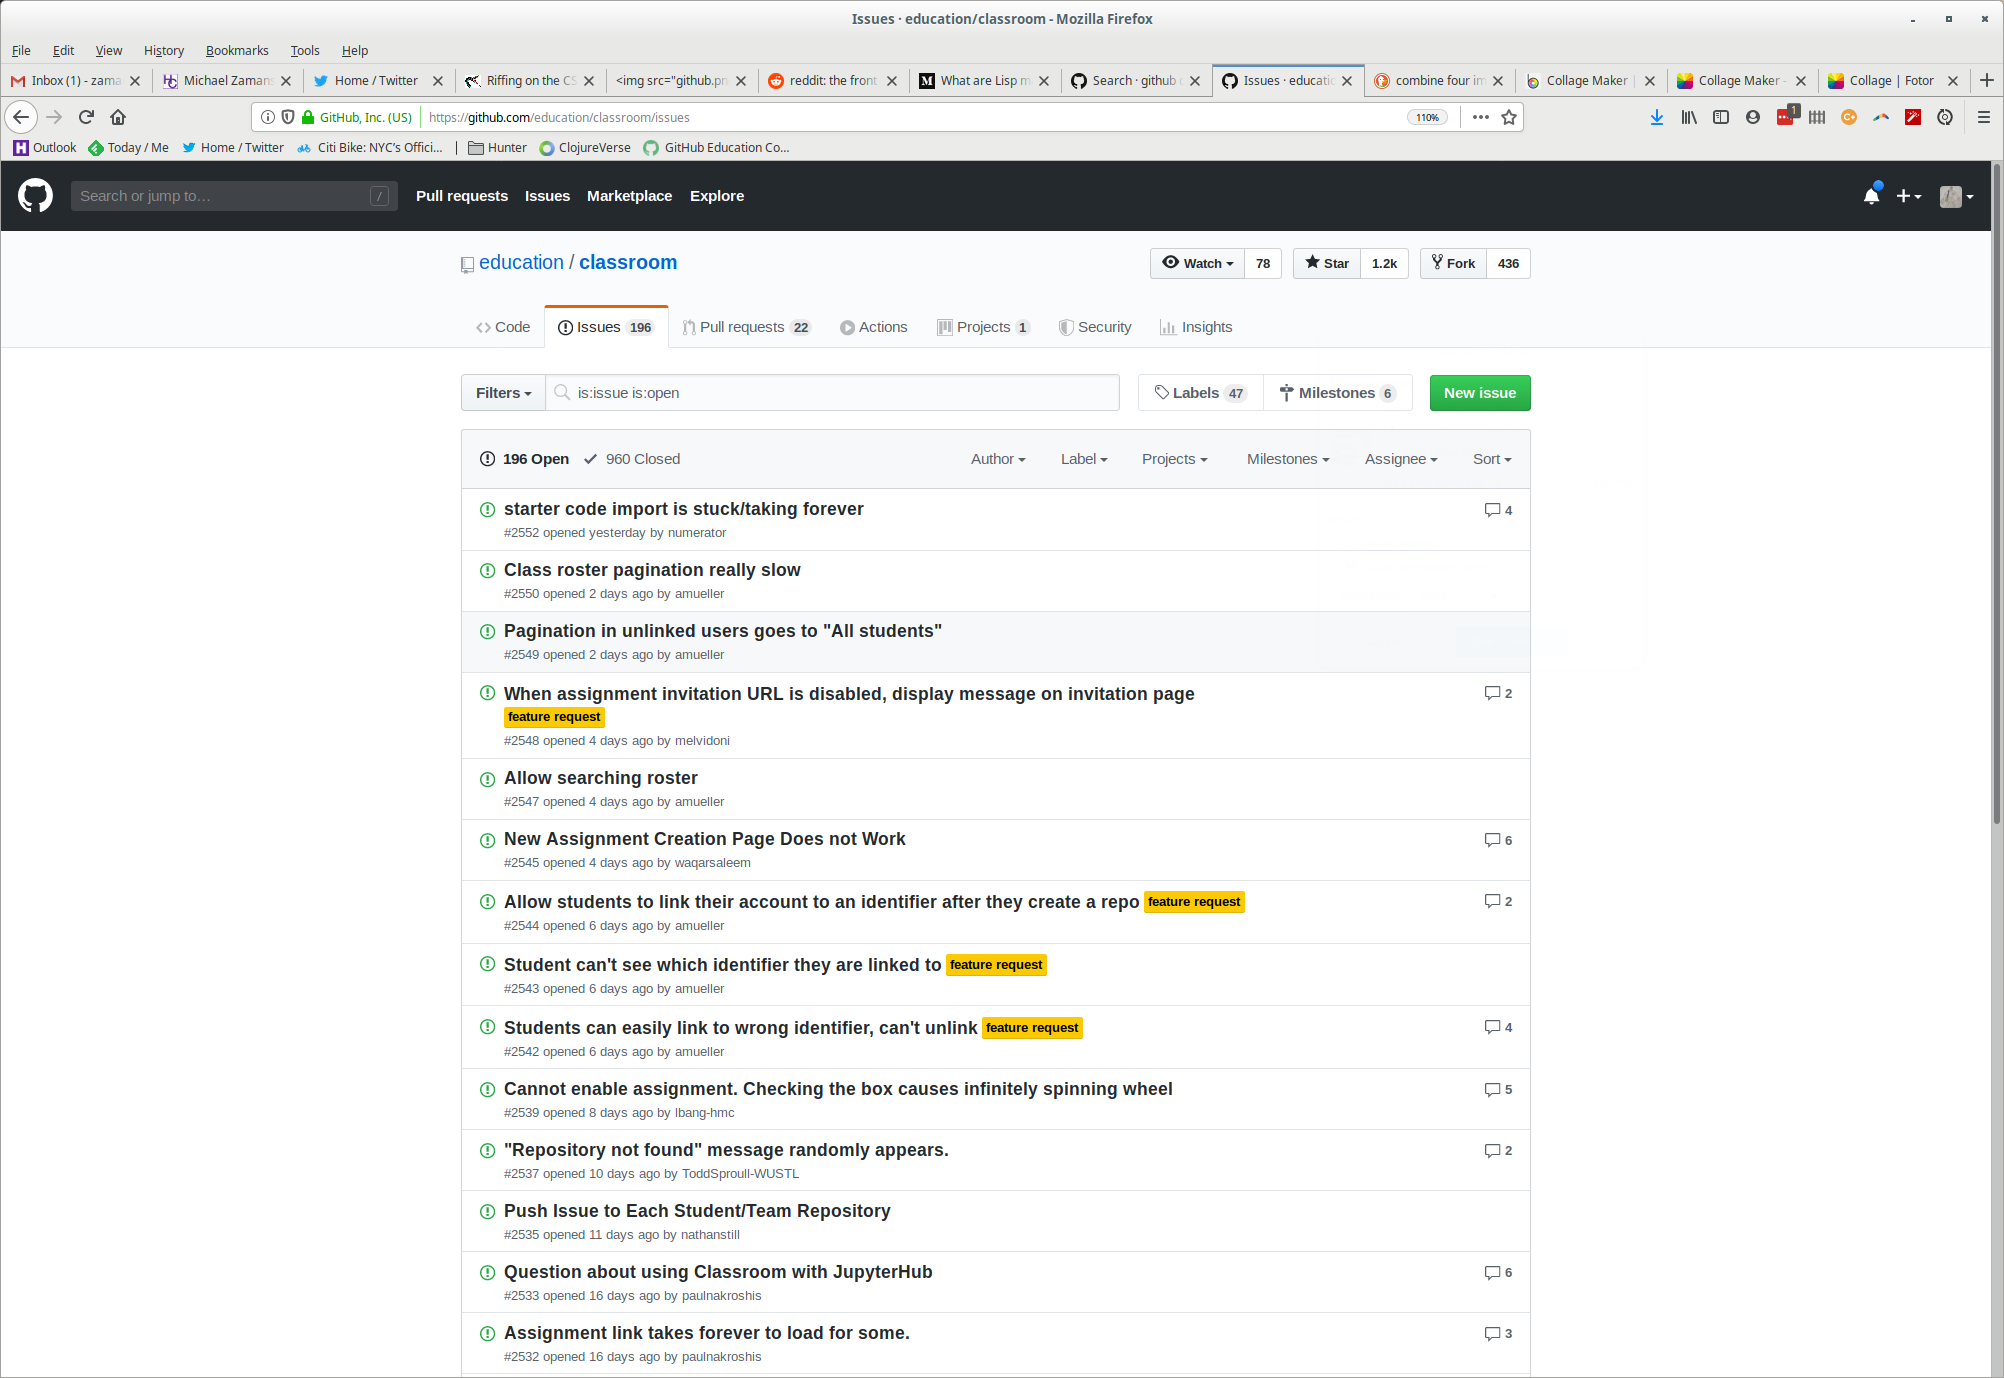 Issues · education/classroom - Mozilla Firefox
File Edit View History Bookmarks Tools Help
Inbox (1) - zama Michael Zamans Home / Twitter Riffing on the CS <img src="github.pn reddit: the front What are Lisp m Search · github Issues · educatio combine four im Collage Maker Collage Maker - Collage | Fotor
GitHub, Inc. (US) https://github.com/education/classroom/issues 110% 1
Outlook Today / Me Home / Twitter Citi Bike: NYC's Offici... Hunter ClojureVerse GitHub Education Co...
Search or jump to... / Pull requests Issues Marketplace Explore
education / classroom Watch 78 Star 1.2k Fork 436
Code Issues 196 Pull requests 22 Actions Projects 1 Security Insights
Filters is:issue is:open Labels 47 Milestones 6 New issue
196 Open 960 Closed Author Label Projects Milestones Assignee Sort
starter code import is stuck/taking forever 4
#2552 opened yesterday by numerator
Class roster pagination really slow
#2550 opened 2 days ago by amueller
Pagination in unlinked users goes to "All students"
#2549 opened 2 days ago by amueller
When assignment invitation URL is disabled, display message on invitation page 2
feature request
#2548 opened 4 days ago by melvidoni
Allow searching roster
#2547 opened 4 days ago by amueller
New Assignment Creation Page Does not Work 6
#2545 opened 4 days ago by waqarsaleem
Allow students to link their account to an identifier after they create a repo feature request 2
#2544 opened 6 days ago by amueller
Student can't see which identifier they are linked to feature request
#2543 opened 6 days ago by amueller
Students can easily link to wrong identifier, can't unlink feature request 4
#2542 opened 6 days ago by amueller
Cannot enable assignment. Checking the box causes infinitely spinning wheel 5
#2539 opened 8 days ago by lbang-hmc
"Repository not found" message randomly appears. 2
#2537 opened 10 days ago by ToddSproull-WUSTL
Push Issue to Each Student/Team Repository
#2535 opened 11 days ago by nathanstill
Question about using Classroom with JupyterHub 6
#2533 opened 16 days ago by paulnakroshis
Assignment link takes forever to load for some. 3
#2532 opened 16 days ago by paulnakroshis